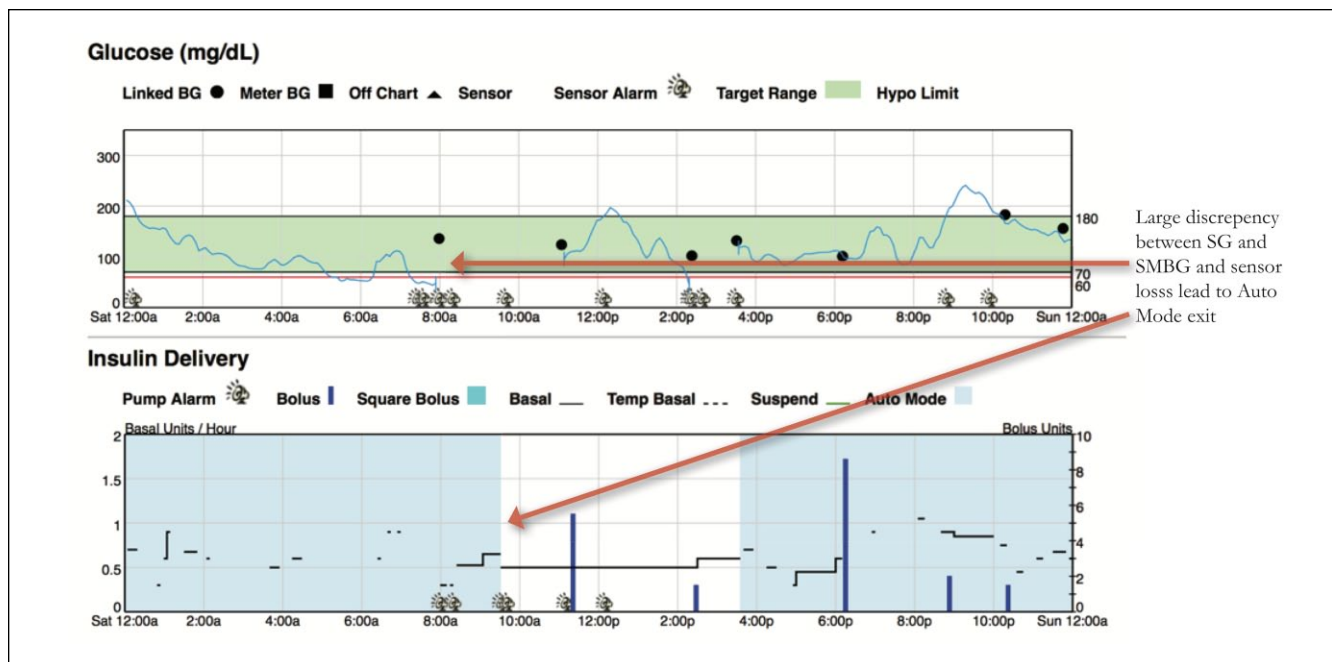 Glucose (mg/dL)
Linked BG Meter BG Off Chart Sensor Sensor Alarm Target Range Hypo Limit
300
200
100
0
180
70
60
Sat 12:00a 2:00a 4:00a 6:00a 8:00a 10:00a 12:00p 2:00p 4:00p 6:00p 8:00p 10:00p Sun 12:00a
Large discrepency
between SG and
SMBG and sensor
losss lead to Auto
Mode exit
Insulin Delivery
Pump Alarm Bolus Square Bolus Basal Temp Basal Suspend Auto Mode
Basal Units / Hour Bolus Units
2
1.5
1
0.5
0
10
8
6
4
2
0
Sat 12:00a 2:00a 4:00a 6:00a 8:00a 10:00a 12:00p 2:00p 4:00p 6:00p 8:00p 10:00p Sun 12:00a